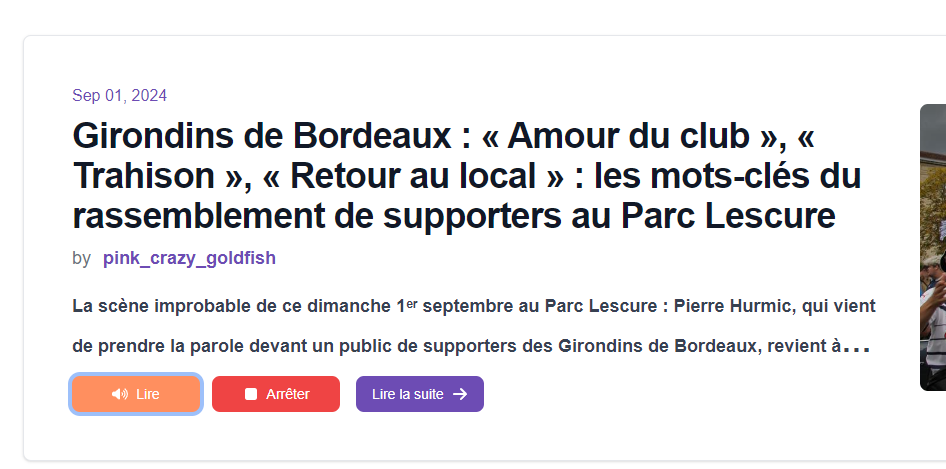 Sep 01, 2024
Girondins de Bordeaux : « Amour du club », «
Trahison », « Retour au local » : les mots-clés du
rassemblement de supporters au Parc Lescure
by pink_crazy_goldfish
La scène improbable de ce dimanche 1ᵉʳ septembre au Parc Lescure : Pierre Hurmic, qui vient
de prendre la parole devant un public de supporters des Girondins de Bordeaux, revient à...
Lire Arrêter Lire la suite →